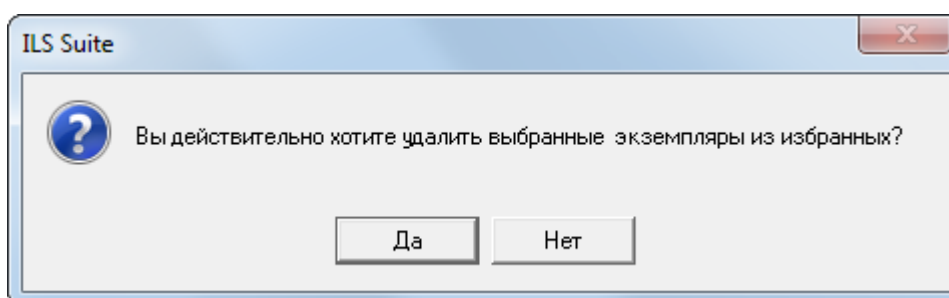 ILS Suite
Вы действительно хотите удалить выбранные экземпляры из избранных?
Да
Нет